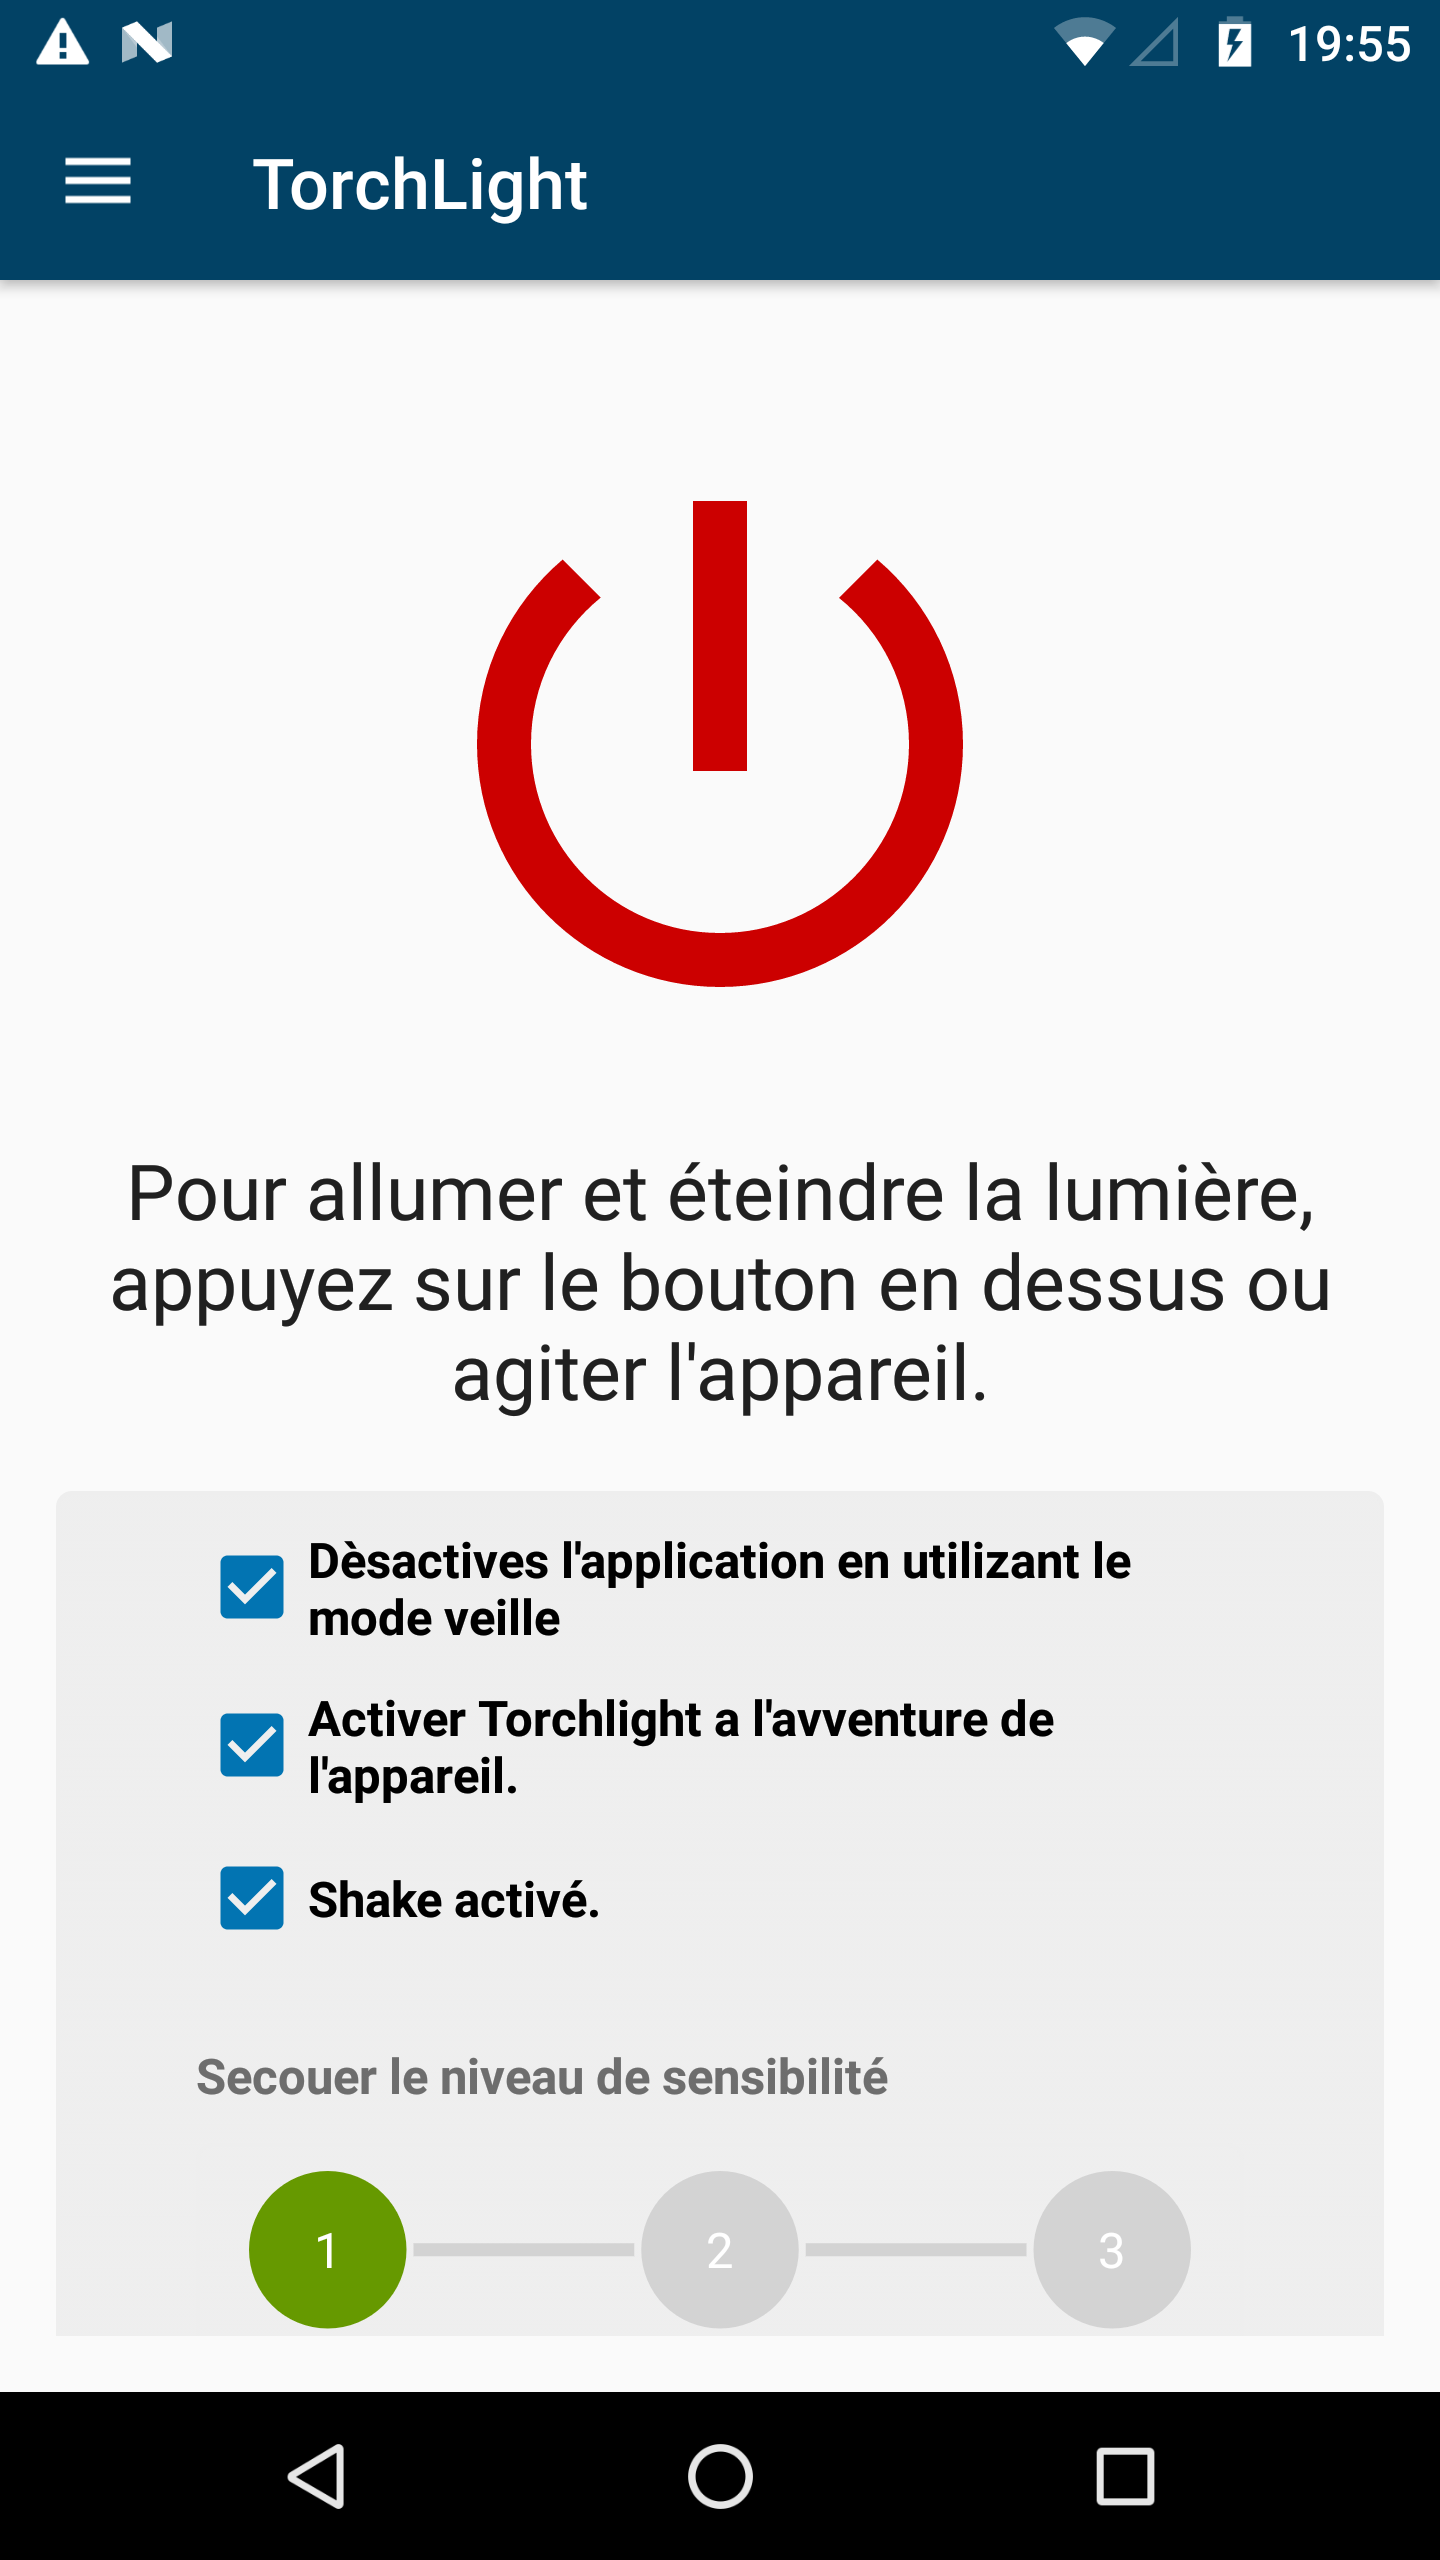 19:55
TorchLight
Pour allumer et éteindre la lumière,
appuyez sur le bouton en dessus ou
agiter l'appareil.
Dèsactives l'application en utilizant le
mode veille
Activer Torchlight a l'avventure de
l'appareil.
Shake activé.
Secouer le niveau de sensibilité
1 2 3